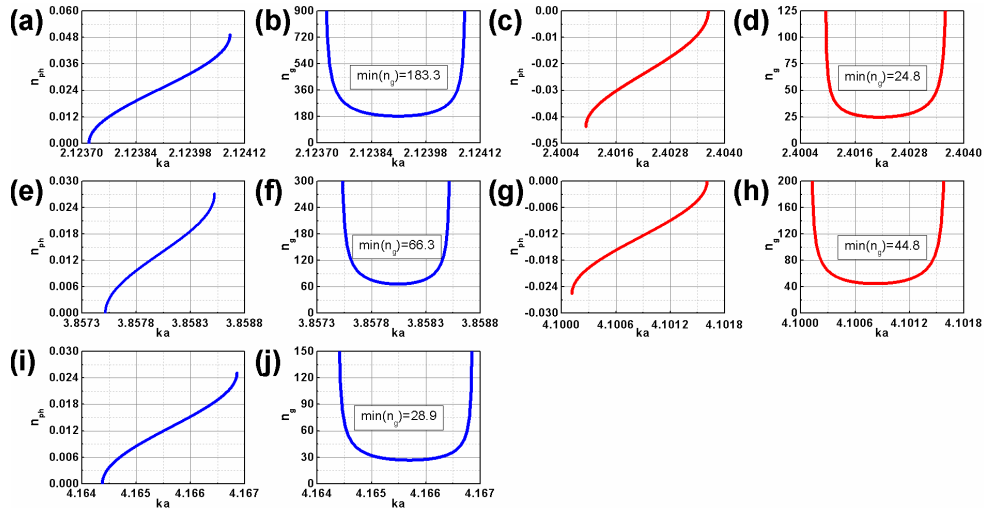 (a)
0.060
0.048
0.036
0.024
0.012
0.000
n_ph
2.12370 2.12384 2.12398 2.12412
ka
(b)
900
720
540
360
180
0
n_g
min(n_g)=183.3
2.12370 2.12384 2.12398 2.12412
ka
(c)
0.00
-0.01
-0.03
-0.04
-0.05
n_ph
2.4004 2.4016 2.4028 2.4040
ka
(d)
125
100
75
50
25
0
n_g
min(n_g)=24.8
2.4004 2.4016 2.4028 2.4040
ka
(e)
0.030
0.024
0.018
0.012
0.006
0.000
n_ph
3.8573 3.8578 3.8583 3.8588
ka
(f)
300
240
180
120
60
0
n_g
min(n_g)=66.3
3.8573 3.8578 3.8583 3.8588
ka
(g)
0.000
-0.006
-0.012
-0.018
-0.024
-0.030
n_ph
4.1000 4.1006 4.1012 4.1018
ka
(h)
200
160
120
80
40
0
n_g
min(n_g)=44.8
4.1000 4.1006 4.1012 4.1018
ka
(i)
0.030
0.024
0.018
0.012
0.006
0.000
n_ph
4.164 4.165 4.166 4.167
ka
(j)
150
120
90
60
30
0
n_g
min(n_g)=28.9
4.164 4.165 4.166 4.167
ka